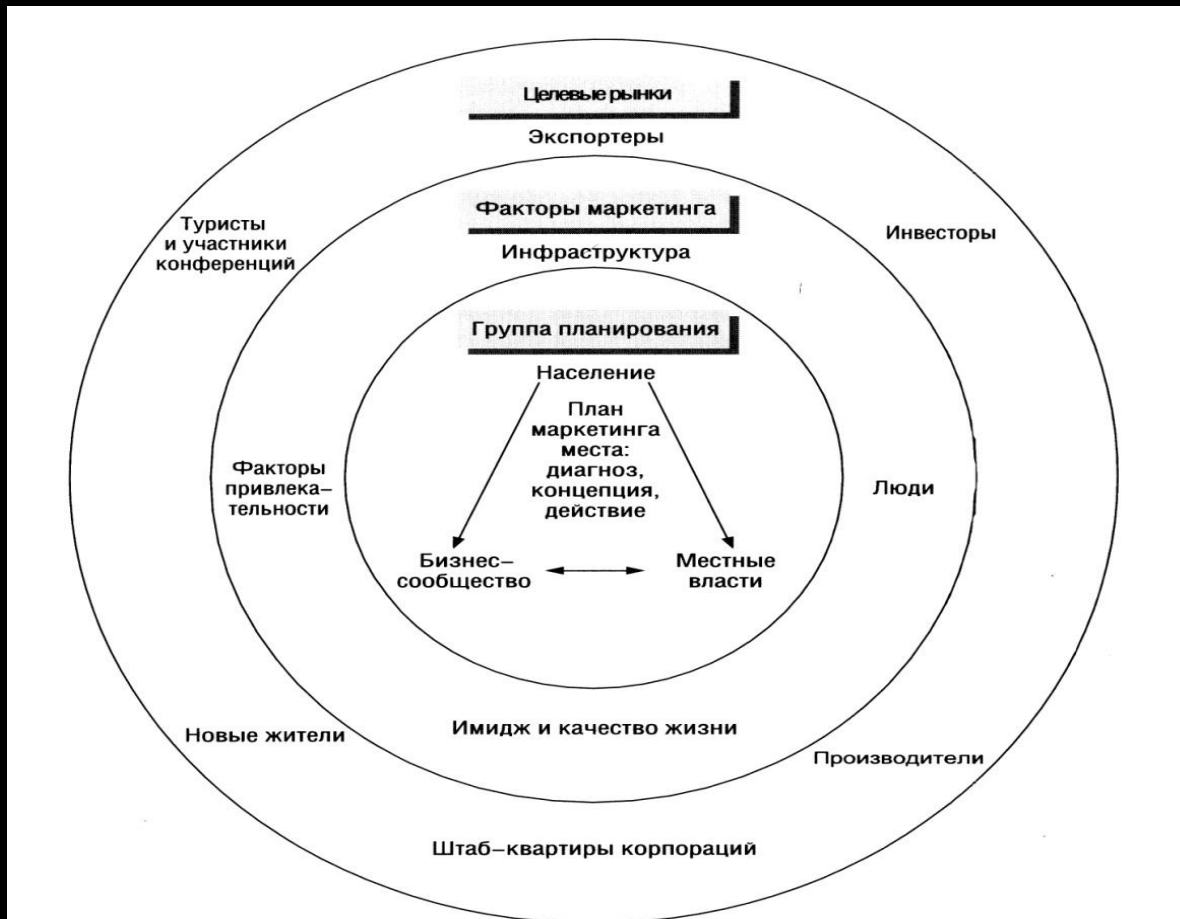 Целевые рынки
Экспортеры
Туристы
и участники
конференций
Инвесторы
Факторы маркетинга
Инфраструктура
Группа планирования
Население
План
маркетинга
места:
диагноз,
концепция,
действие
Факторы
привлека–
тельности
Люди
Бизнес–
сообщество
Местные
власти
Имидж и качество жизни
Новые жители
Производители
Штаб–квартиры корпораций